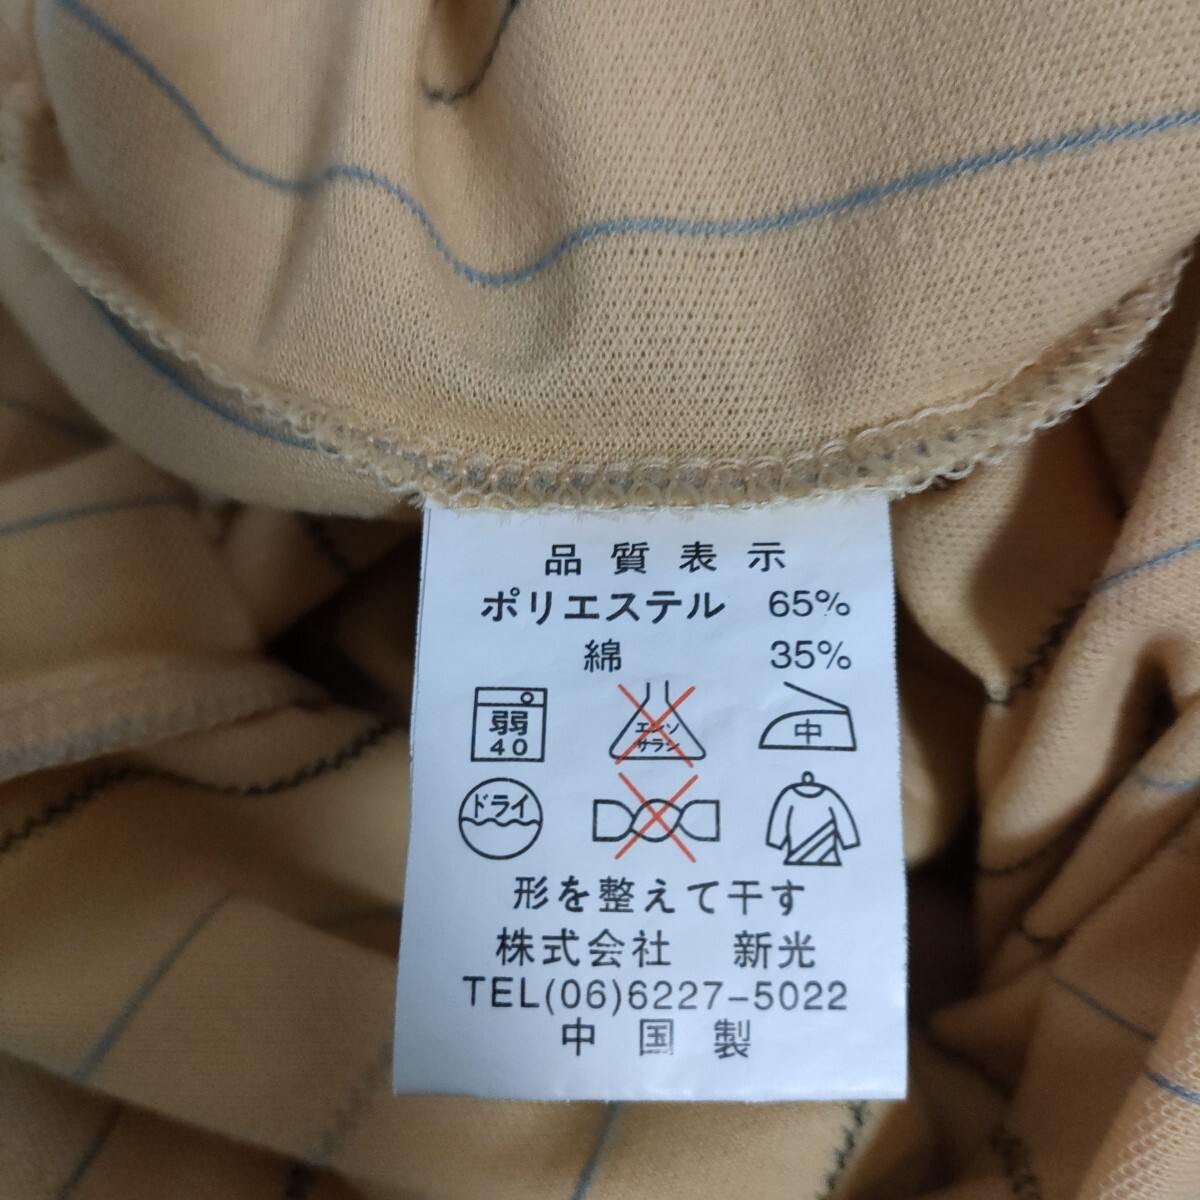 品質表示
ポリエステル 65%
綿 35%
弱 40
エンソ サラシ
中
ドライ
形を整えて干す
株式会社 新光
TEL(06)6227-5022
中国製